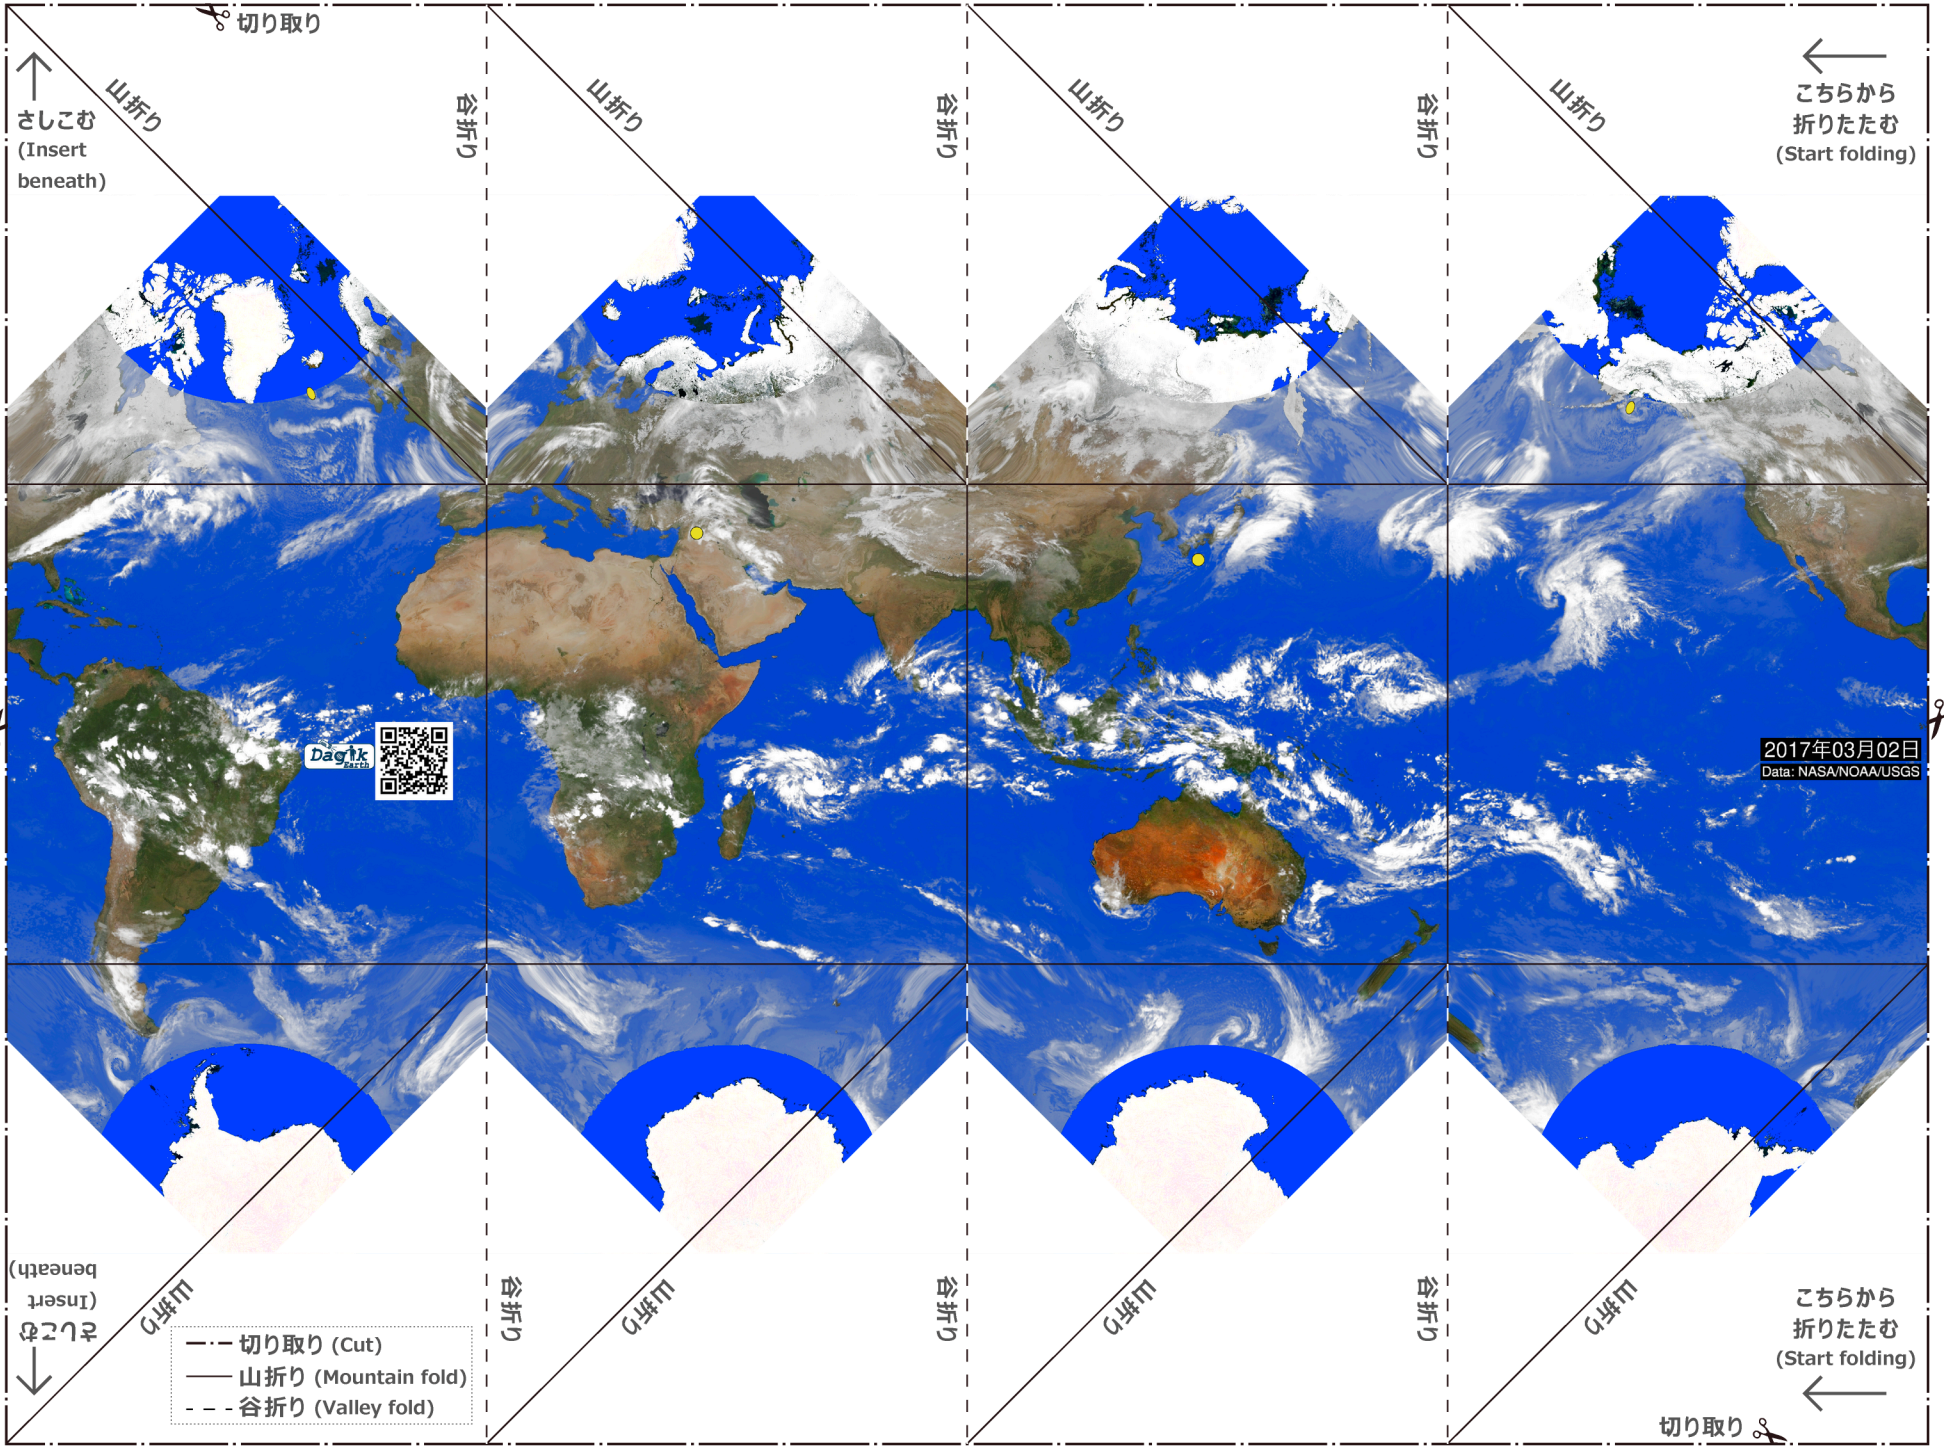 切り取り
山折り
谷折り
山折り
谷折り
山折り
谷折り
山折り
さしこむ
(Insert
beneath)
こちらから
折りたたむ
(Start folding)
Dagik
Earth
2017年03月02日
Data: NASA/NOAA/USGS
さしこむ
(Insert
beneath)
山折り
谷折り
山折り
谷折り
山折り
谷折り
山折り
切り取り (Cut)
山折り (Mountain fold)
谷折り (Valley fold)
こちらから
折りたたむ
(Start folding)
切り取り